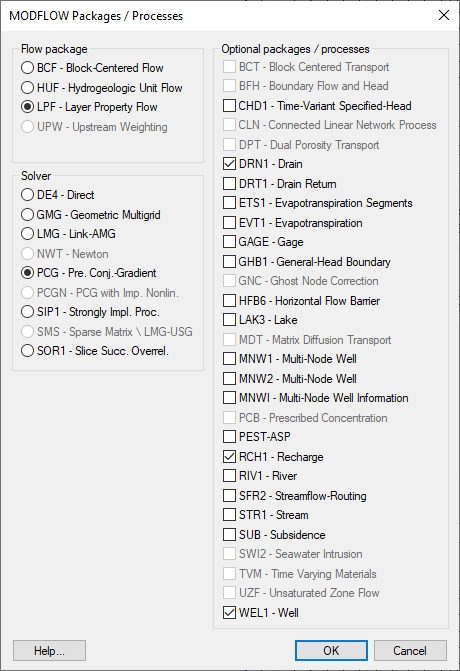 MODFLOW Packages / Processes
Flow package
BCF - Block-Centered Flow
HUF - Hydrogeologic Unit Flow
LPF - Layer Property Flow
UPW - Upstream Weighting
Solver
DE4 - Direct
GMG - Geometric Multigrid
LMG - Link-AMG
NWT - Newton
PCG - Pre. Conj.-Gradient
PCGN - PCG with Imp. Nonlin.
SIP1 - Strongly Impl. Proc.
SMS - Sparse Matrix \ LMG-USG
SOR1 - Slice Succ. Overrel.
Optional packages / processes
BCT - Block Centered Transport
BFH - Boundary Flow and Head
CHD1 - Time-Variant Specified-Head
CLN - Connected Linear Network Process
DPT - Dual Porosity Transport
DRN1 - Drain
DRT1 - Drain Return
ETS1 - Evapotranspiration Segments
EVT1 - Evapotranspiration
GAGE - Gage
GHB1 - General-Head Boundary
GNC - Ghost Node Correction
HFB6 - Horizontal Flow Barrier
LAK3 - Lake
MDT - Matrix Diffusion Transport
MNW1 - Multi-Node Well
MNW2 - Multi-Node Well
MNWI - Multi-Node Well Information
PCB - Prescribed Concentration
PEST-ASP
RCH1 - Recharge
RIV1 - River
SFR2 - Streamflow-Routing
STR1 - Stream
SUB - Subsidence
SWI2 - Seawater Intrusion
TVM - Time Varying Materials
UZF - Unsaturated Zone Flow
WEL1 - Well
Help...
OK
Cancel